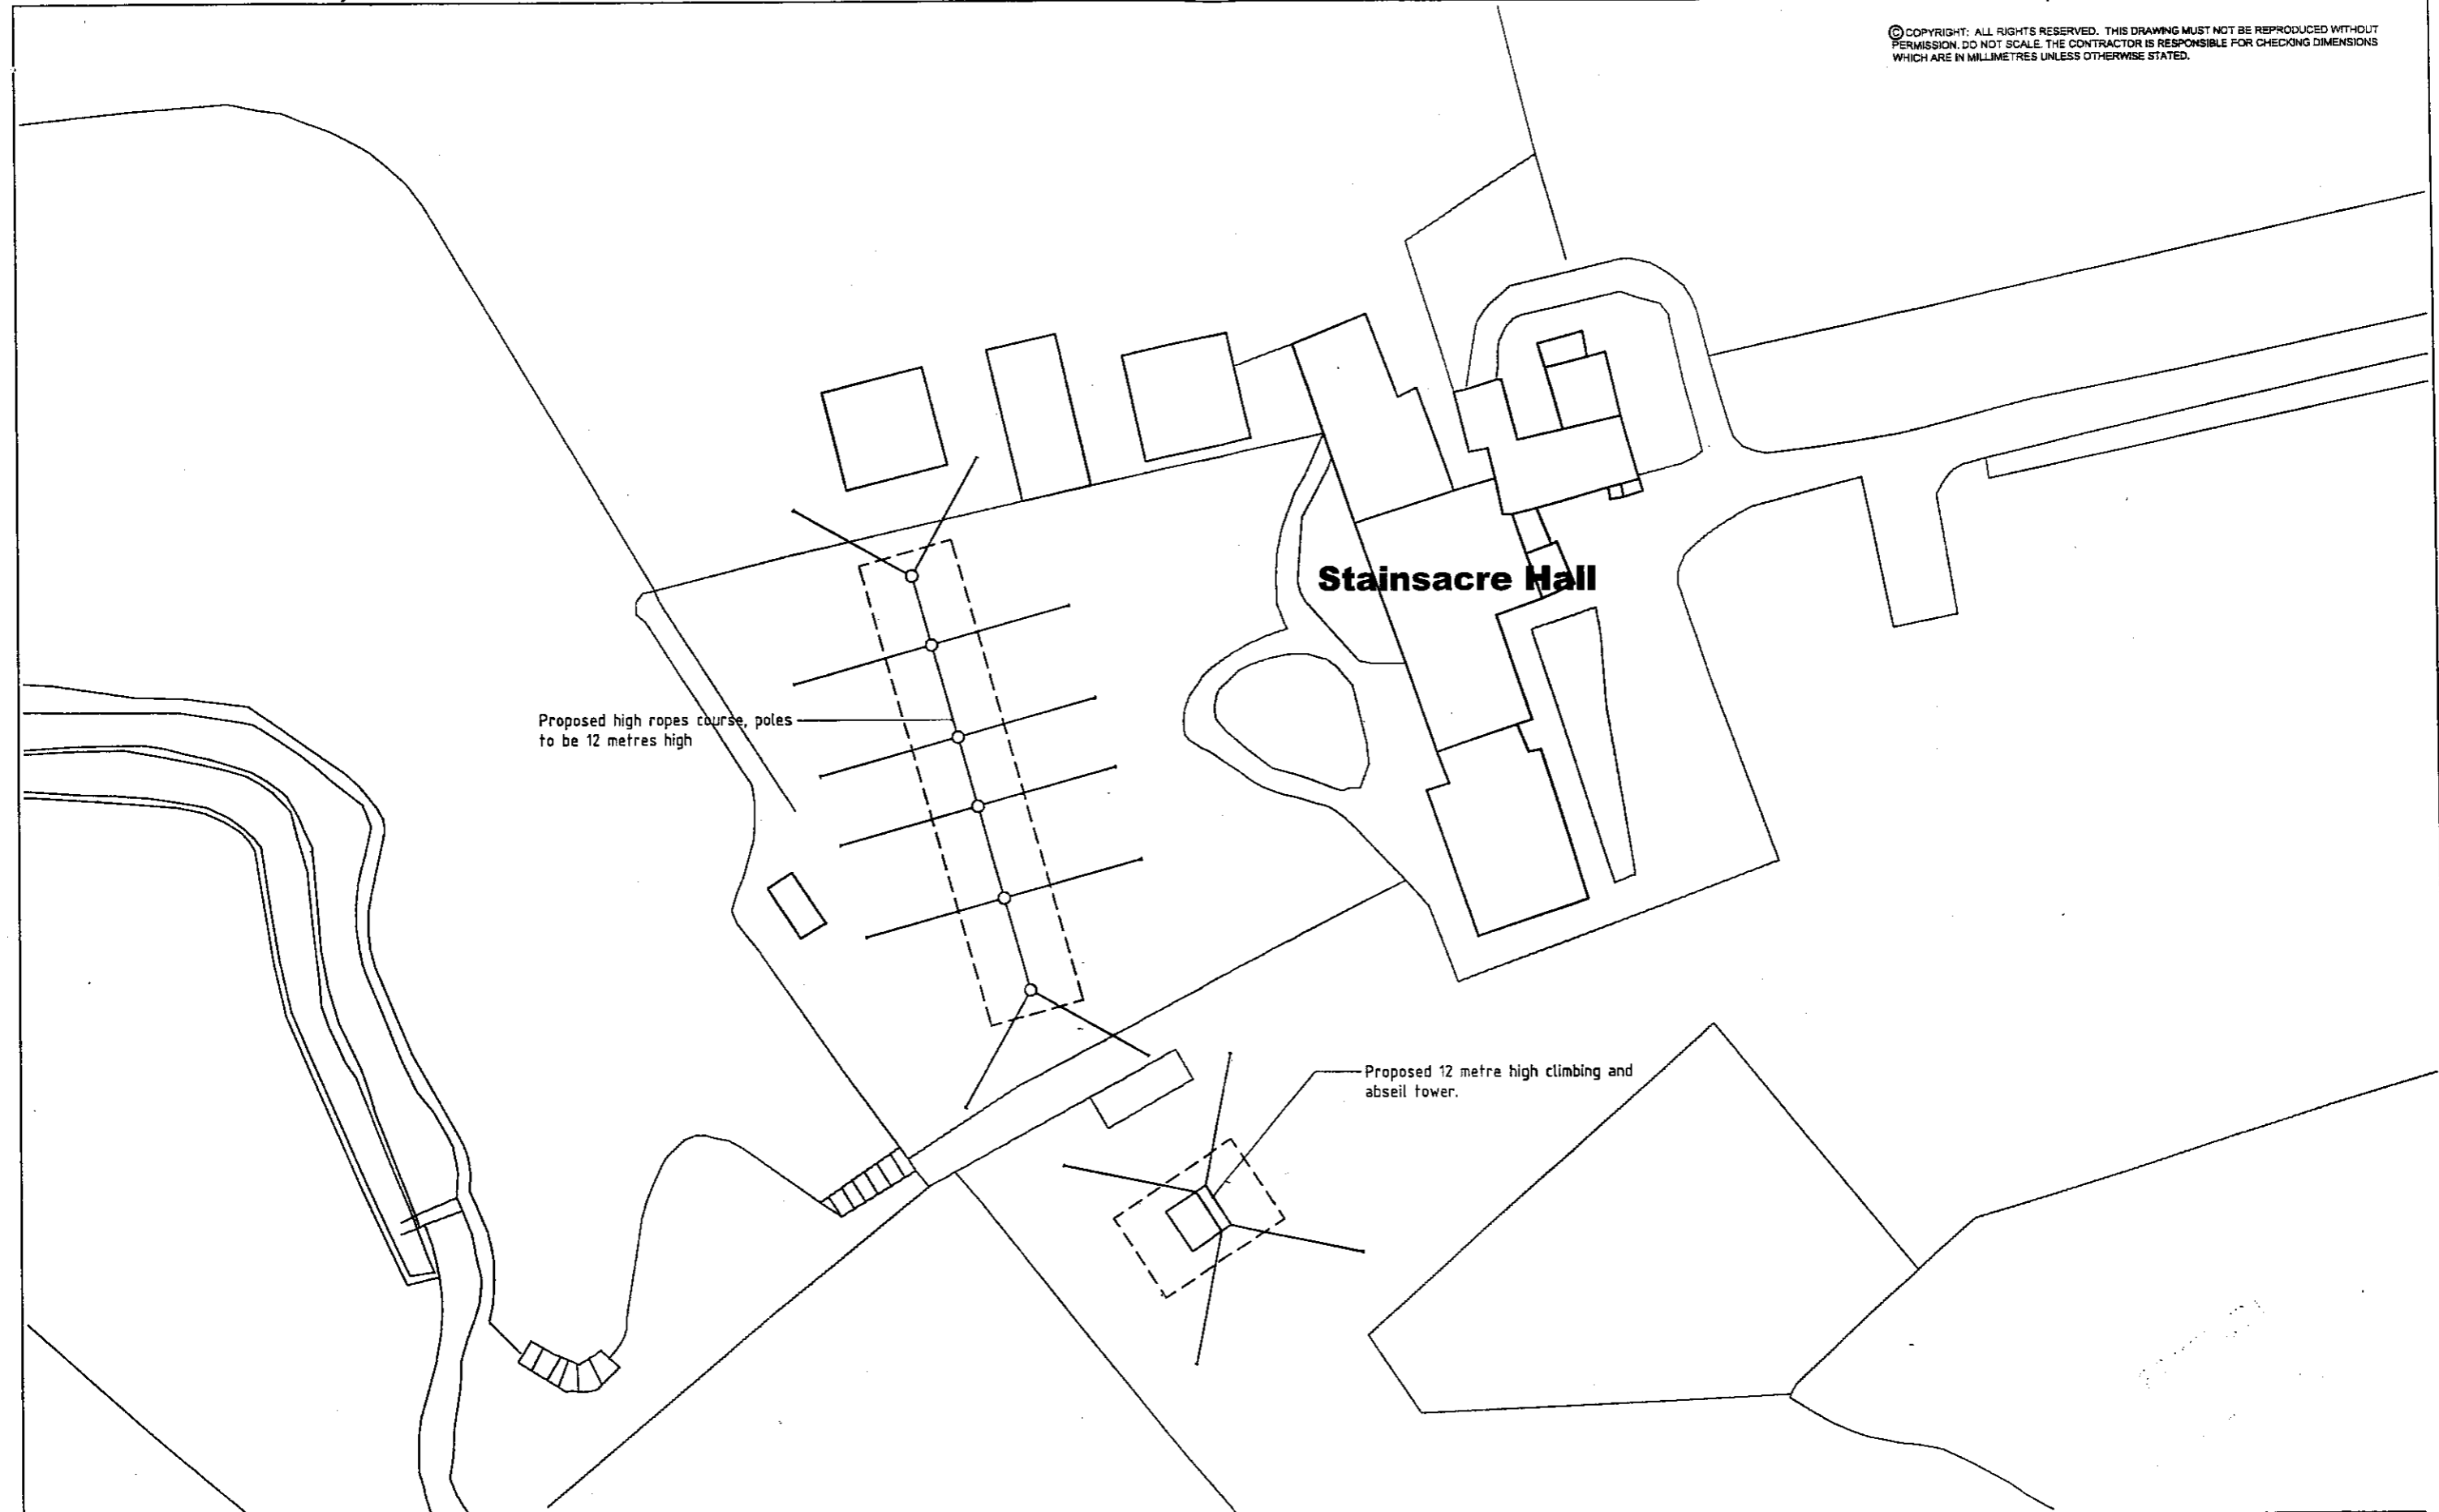 © COPYRIGHT: ALL RIGHTS RESERVED. THIS DRAWING MUST NOT BE REPRODUCED WITHOUT
PERMISSION. DO NOT SCALE. THE CONTRACTOR IS RESPONSIBLE FOR CHECKING DIMENSIONS
WHICH ARE IN MILLIMETRES UNLESS OTHERWISE STATED.
Stainsacre Hall
Proposed high ropes course, poles
to be 12 metres high
Proposed 12 metre high climbing and
abseil tower.